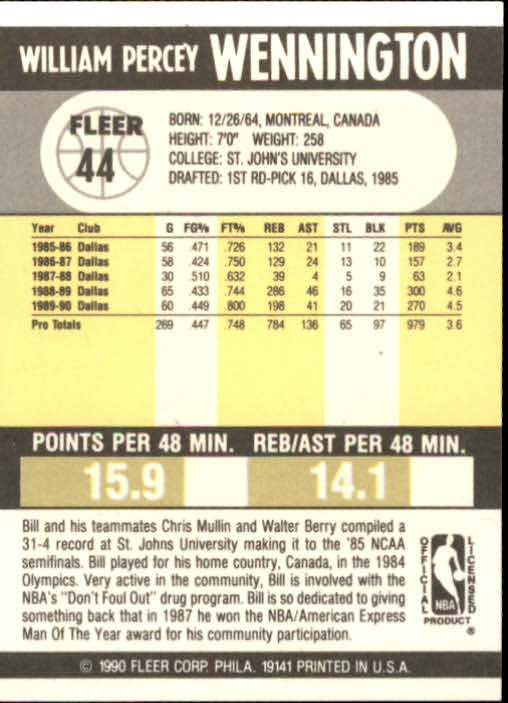 WILLIAM PERCEY WENNINGTON
FLEER
44
BORN: 12/26/64, MONTREAL, CANADA
HEIGHT: 7'0" WEIGHT: 258
COLLEGE: ST. JOHN'S UNIVERSITY
DRAFTED: 1ST RD-PICK 16, DALLAS, 1985
Year Club G FG% FT% REB AST STL BLK PTS AVG
1985-86 Dallas 56 .471 .726 132 21 11 22 189 3.4
1986-87 Dallas 58 .424 .750 129 24 13 10 157 2.7
1987-88 Dallas 30 .510 .632 39 4 5 9 63 2.1
1988-89 Dallas 65 .433 .744 286 46 16 35 300 4.6
1989-90 Dallas 60 .449 .800 198 41 20 21 270 4.5
Pro Totals 269 .447 .748 784 136 65 97 979 3.6
POINTS PER 48 MIN. REB/AST PER 48 MIN.
15.9 14.1
Bill and his teammates Chris Mullin and Walter Berry compiled a
31-4 record at St. Johns University making it to the '85 NCAA
semifinals. Bill played for his home country, Canada, in the 1984
Olympics. Very active in the community, Bill is involved with the
NBA's "Don't Foul Out" drug program. Bill is so dedicated to giving
something back that in 1987 he won the NBA/American Express
Man Of The Year award for his community participation.
OFFICIAL LICENSED
NBA
PRODUCT
®
© 1990 FLEER CORP. PHILA. 19141 PRINTED IN U.S.A.